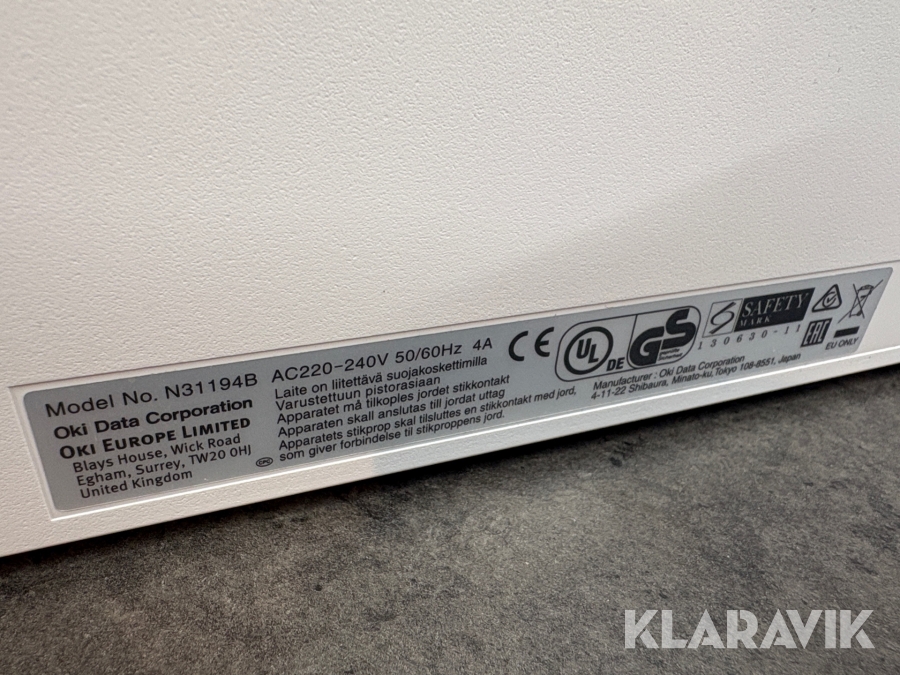 Model No. N31194B
Oki Data Corporation
OKI EUROPE LIMITED
Blays House, Wick Road
Egham, Surrey, TW20 0HJ
United Kingdom
AC220-240V 50/60Hz 4A
Laite on liitettävä suojakoskettimilla
Varustettuun pistorasiaan
Apparatet må tilkoples jordet stikkontakt
Apparaten skall anslutas till jordat uttag
Apparatets stikprop skal tilsluttes en stikkontakt med jord,
som giver forbindelse til stikproppens jord.
CE
UL
DE
GS
S SAFETY
MARK
130630-11
EAC
EU ONLY
Manufacturer : Oki Data Corporation
4-11-22 Shibaura, Minato-ku, Tokyo 108-8551, Japan
KLARAVIK